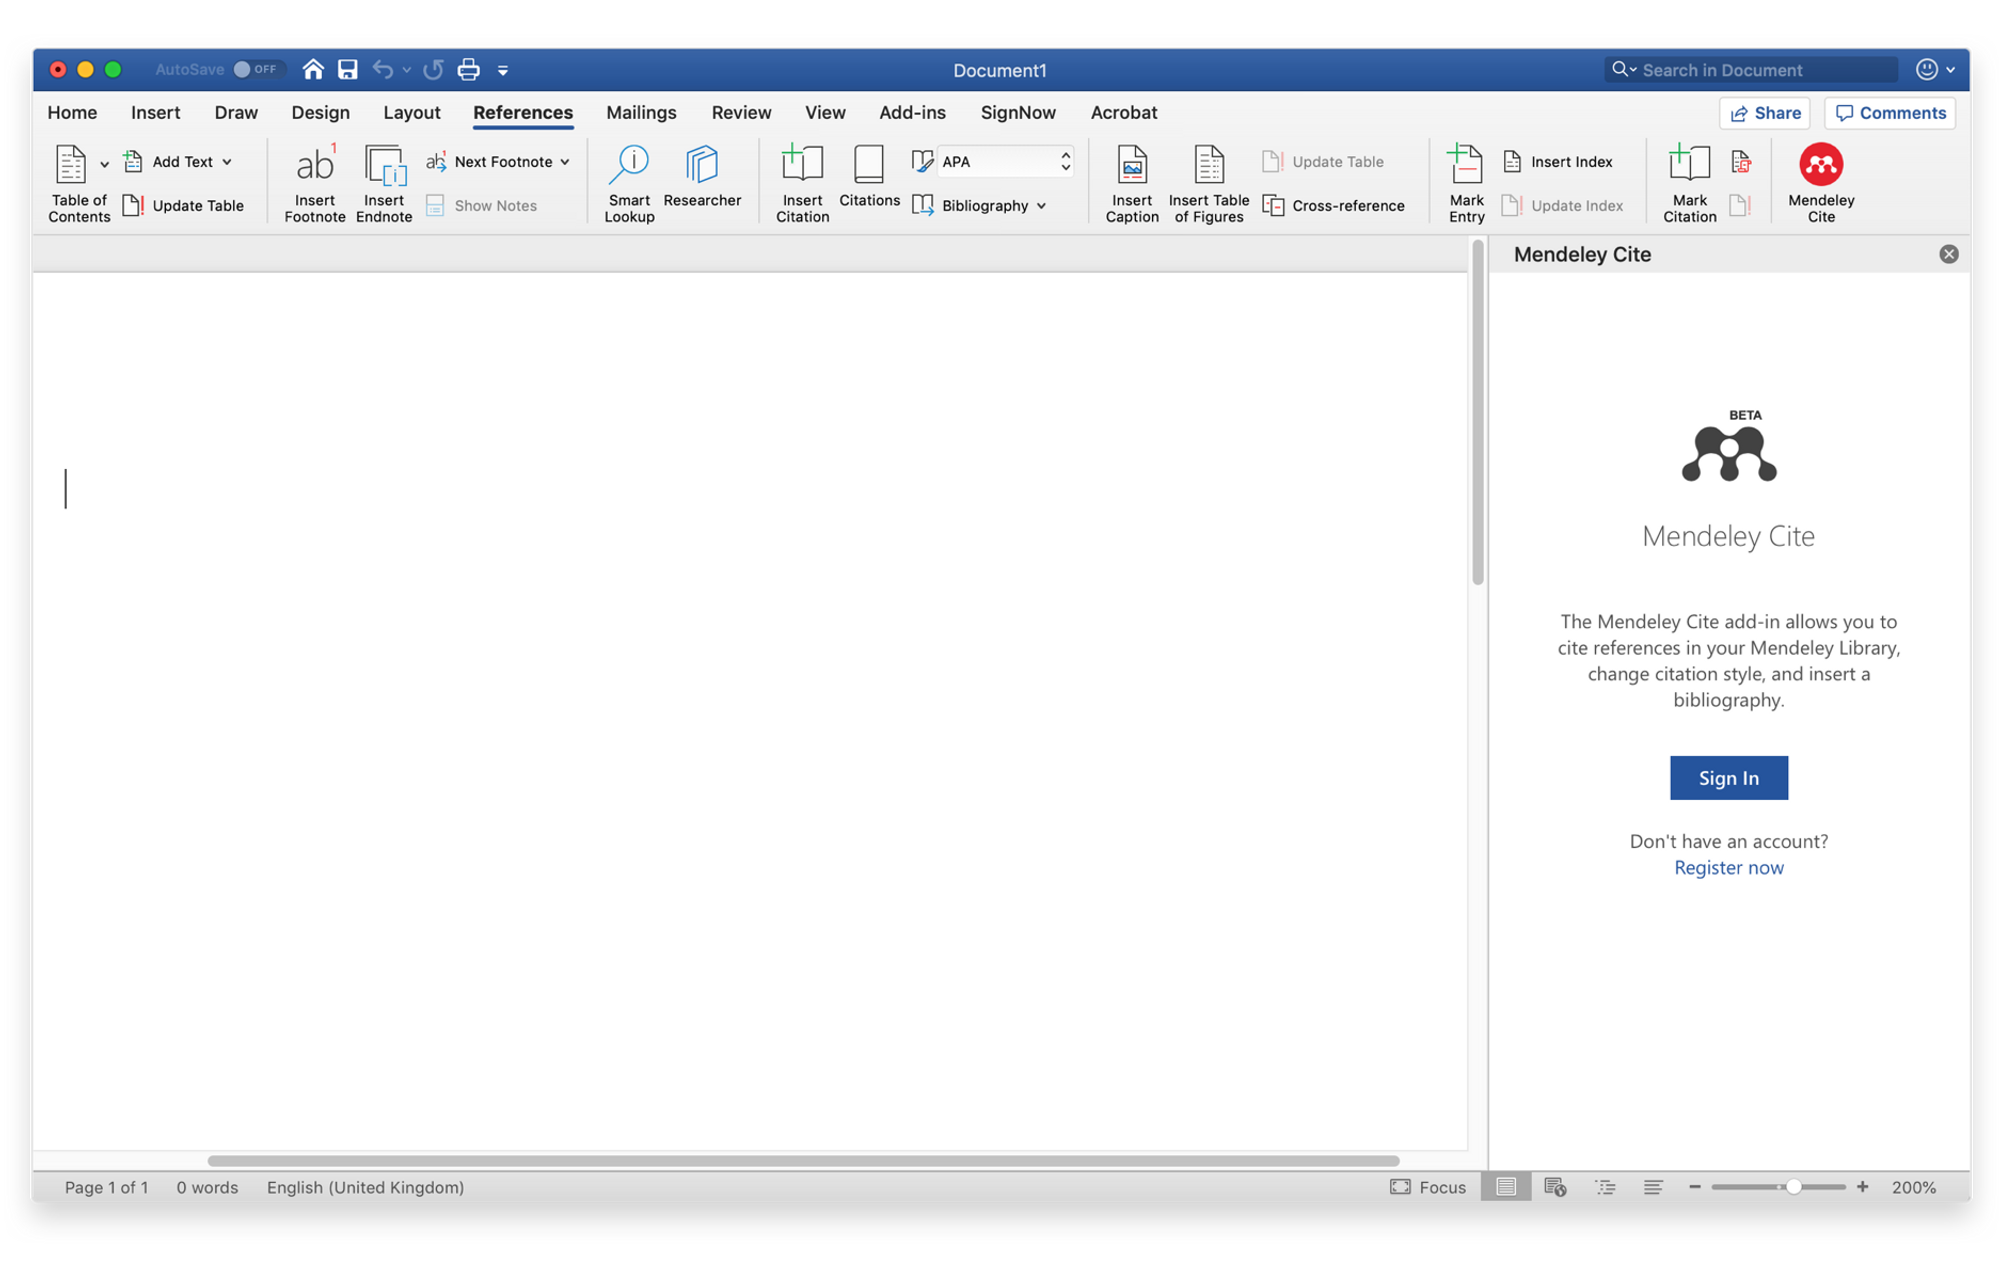 AutoSave OFF
Document1
Search in Document
Home Insert Draw Design Layout References Mailings Review View Add-ins SignNow Acrobat
Share Comments
Table of
Contents
Add Text
Update Table
ab1
Insert
Footnote
Insert
Endnote
ab1 Next Footnote
Show Notes
Smart
Lookup
Researcher
Insert
Citation
Citations
APA
Bibliography
Insert
Caption
Insert Table
of Figures
Update Table
Cross-reference
Mark
Entry
Insert Index
Update Index
Mark
Citation
Mendeley
Cite
Mendeley Cite
BETA
Mendeley Cite
The Mendeley Cite add-in allows you to
cite references in your Mendeley Library,
change citation style, and insert a
bibliography.
Sign In
Don't have an account?
Register now
Page 1 of 1 0 words English (United Kingdom) Focus 200%